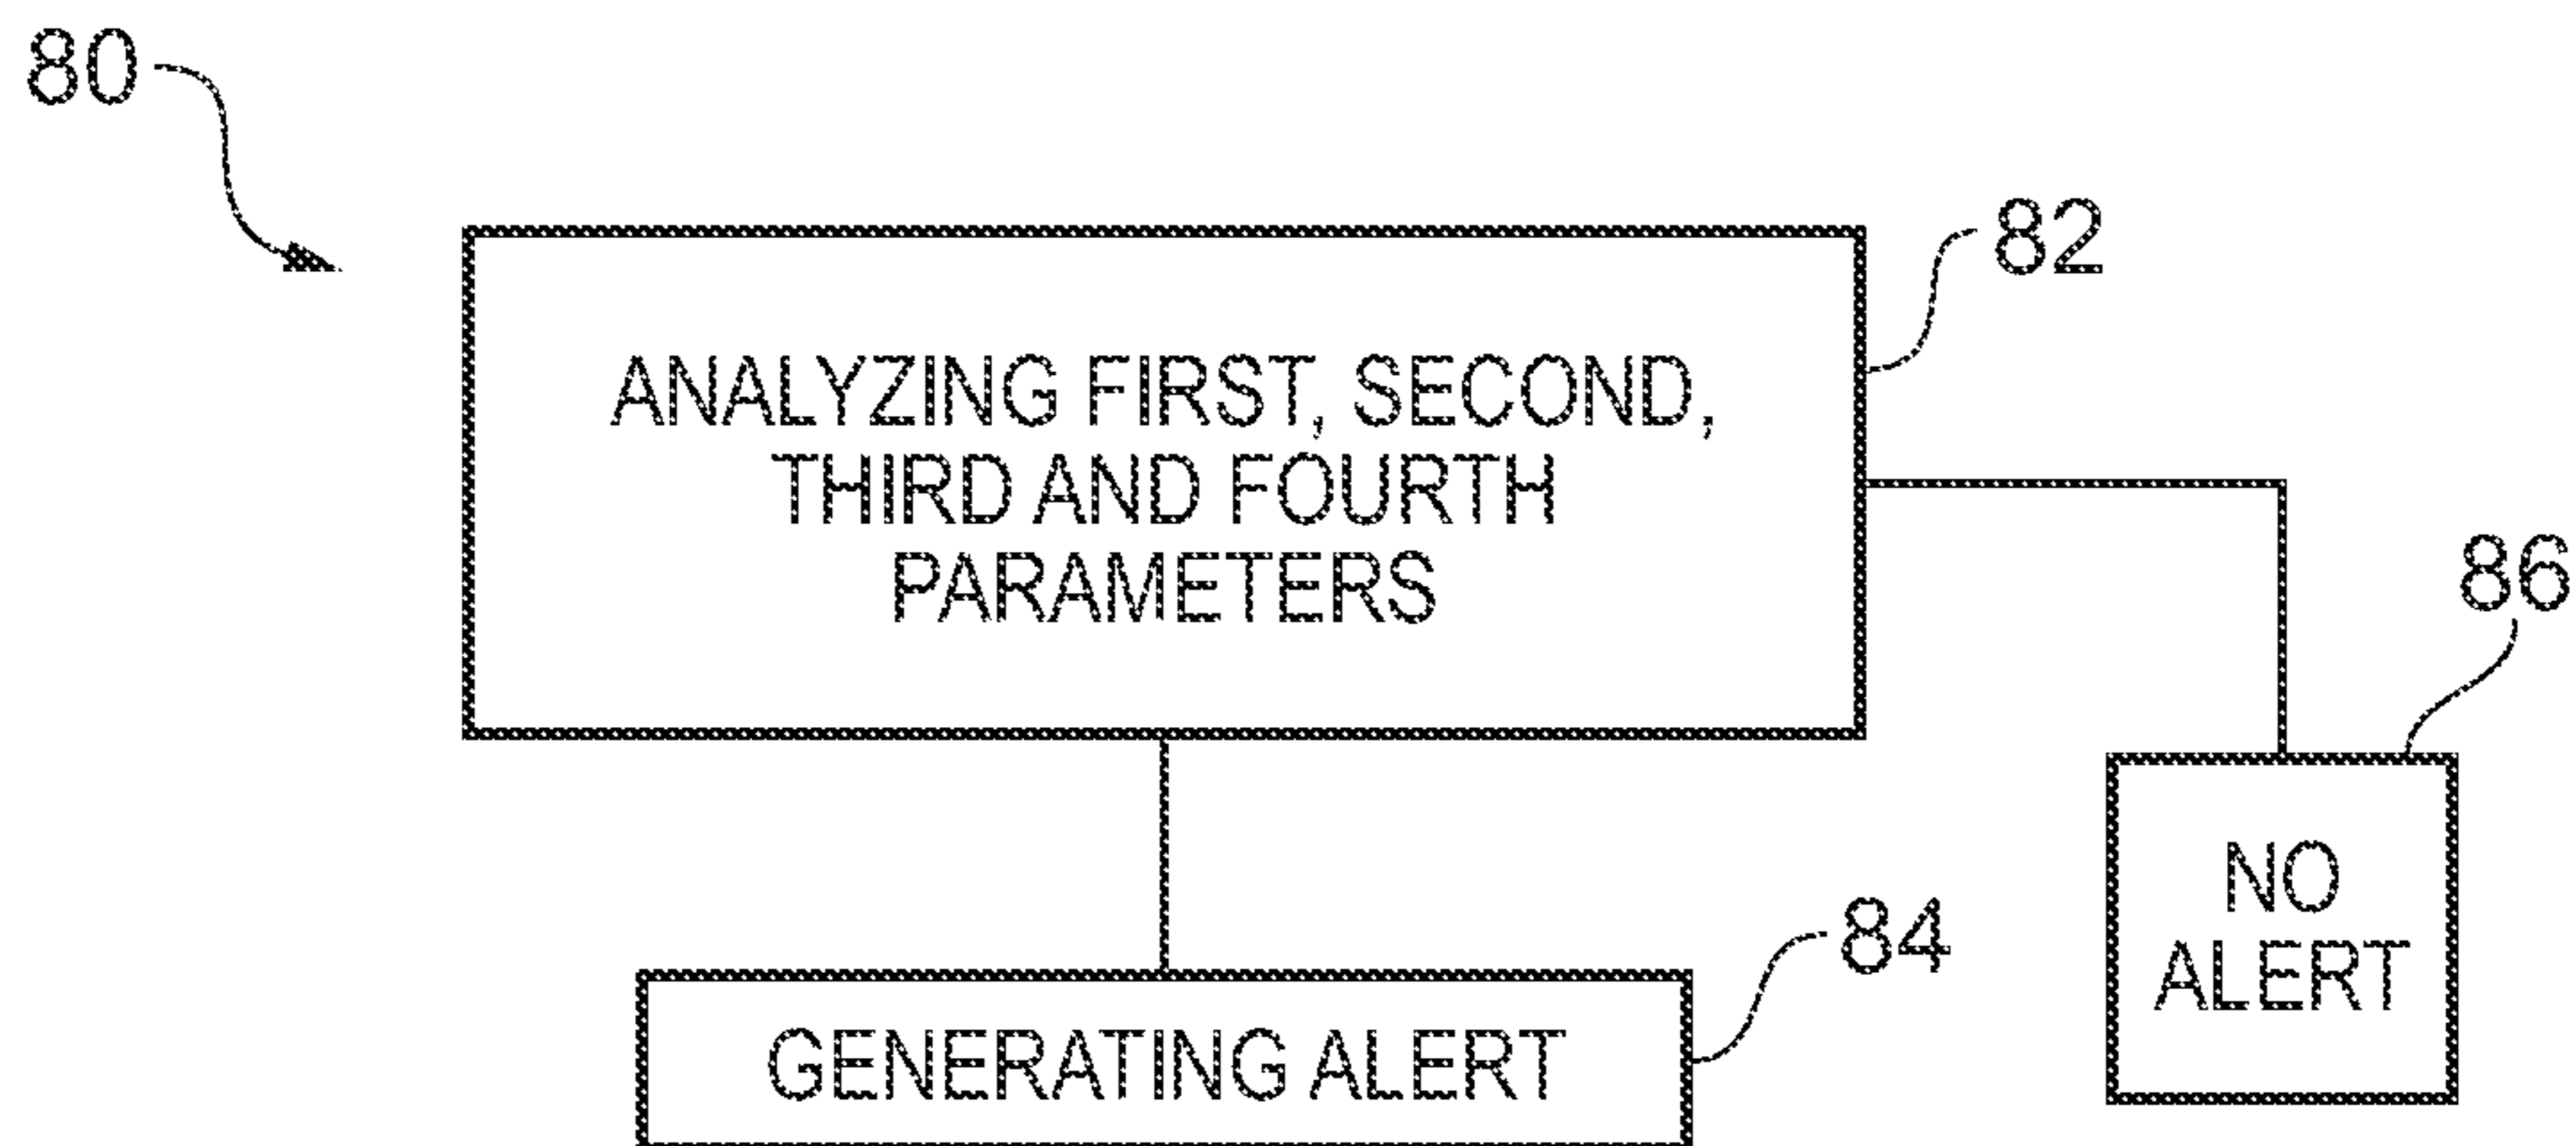 80
82
ANALYZING FIRST, SECOND,
THIRD AND FOURTH
PARAMETERS
86
NO
ALERT
84
GENERATING ALERT